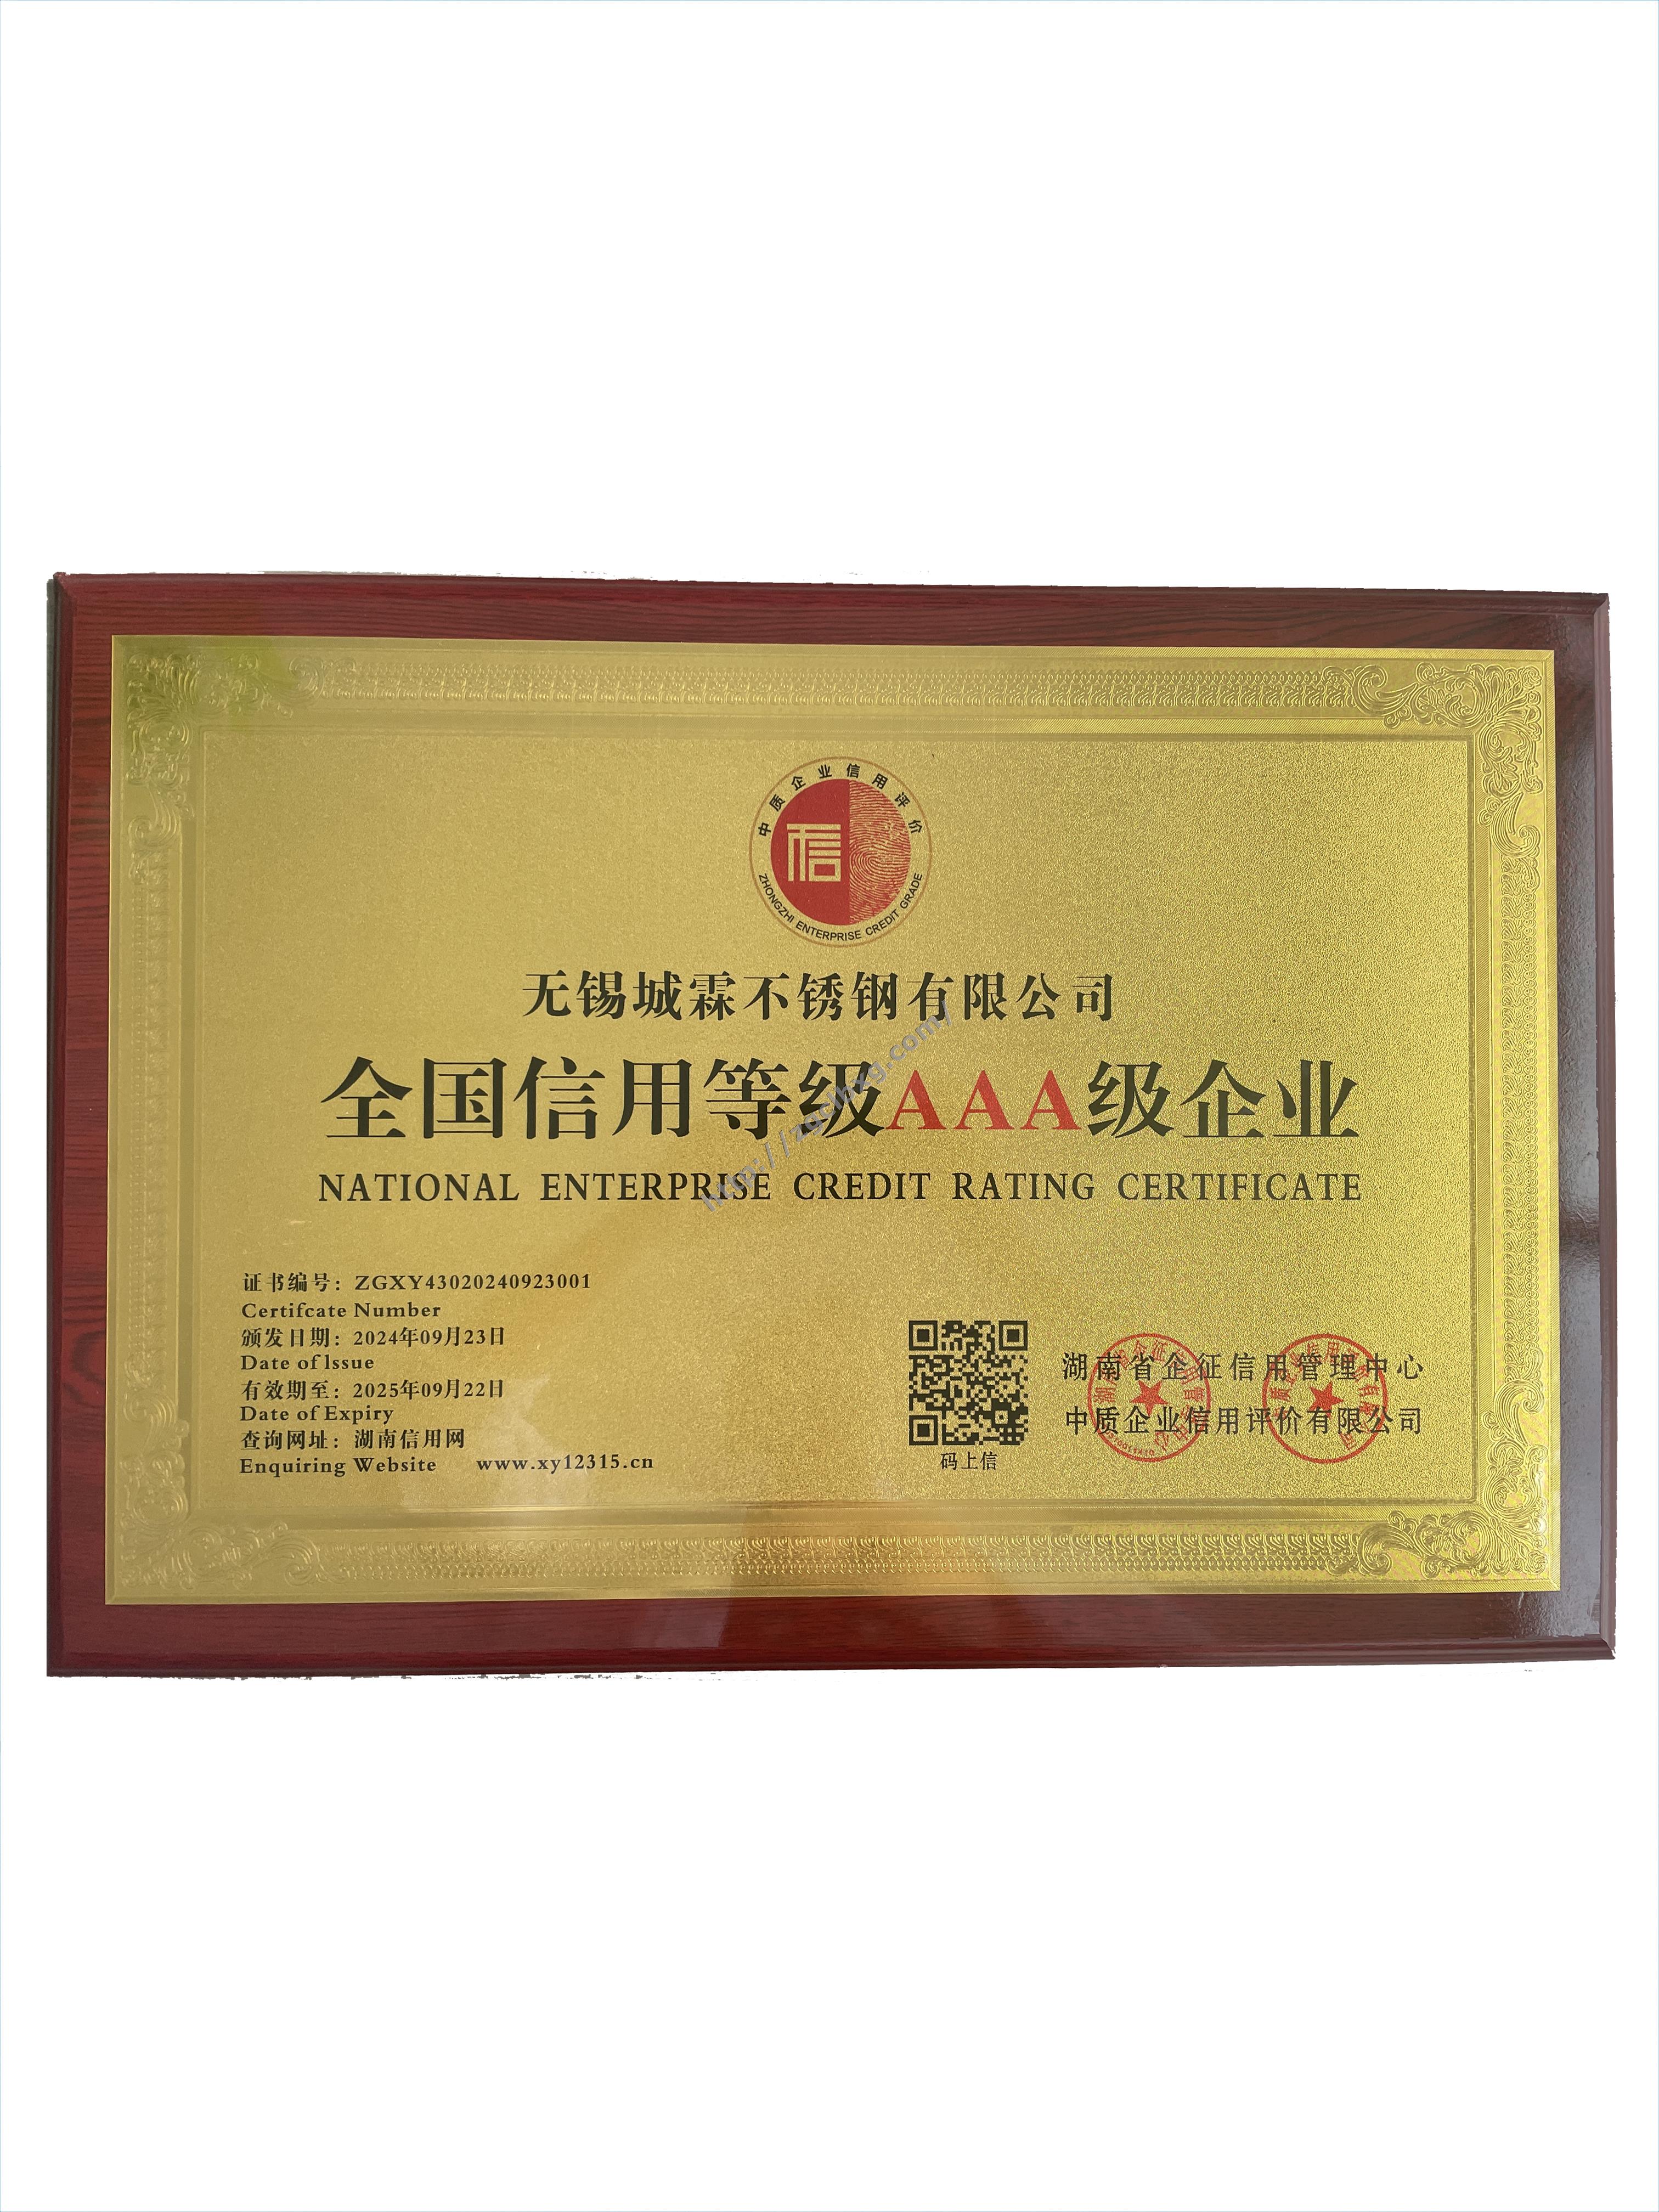 中质企业信用评价
信
ZHONGZHI ENTERPRISE CREDIT GRADE
无锡城霖不锈钢有限公司
全国信用等级AAA级企业
NATIONAL ENTERPRISE CREDIT RATING CERTIFICATE
证书编号：ZGXY43020240923001
Certifcate Number
颁发日期：2024年09月23日
Date of lssue
有效期至：2025年09月22日
Date of Expiry
查询网址：湖南信用网
Enquiring Website www.xy12315.cn
码上信
湖南省企征信用管理中心
中质企业信用评价有限公司